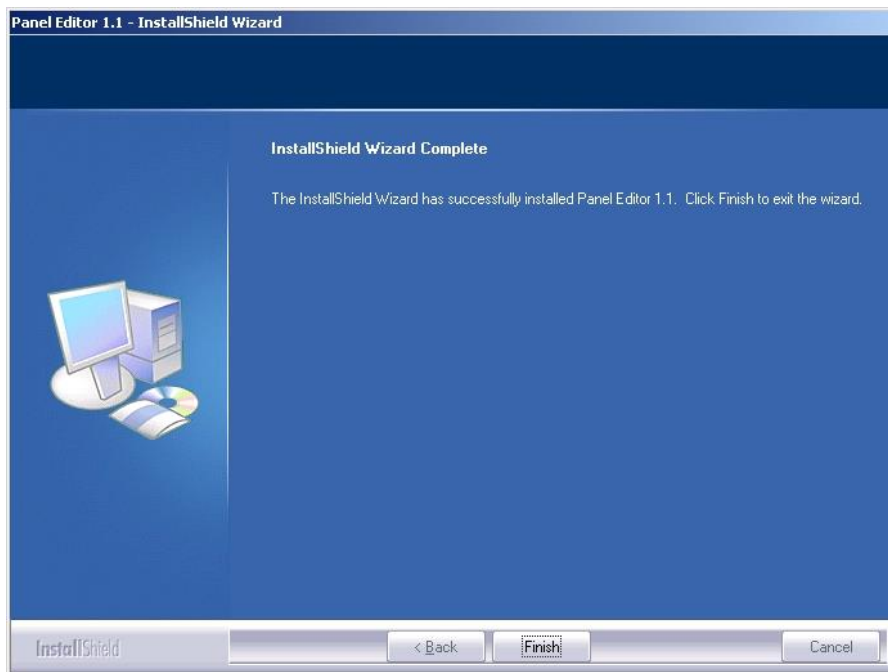 Panel Editor 1.1 - InstallShield Wizard
InstallShield Wizard Complete
The InstallShield Wizard has successfully installed Panel Editor 1.1. Click Finish to exit the wizard.
InstallShield
< Back
Finish
Cancel